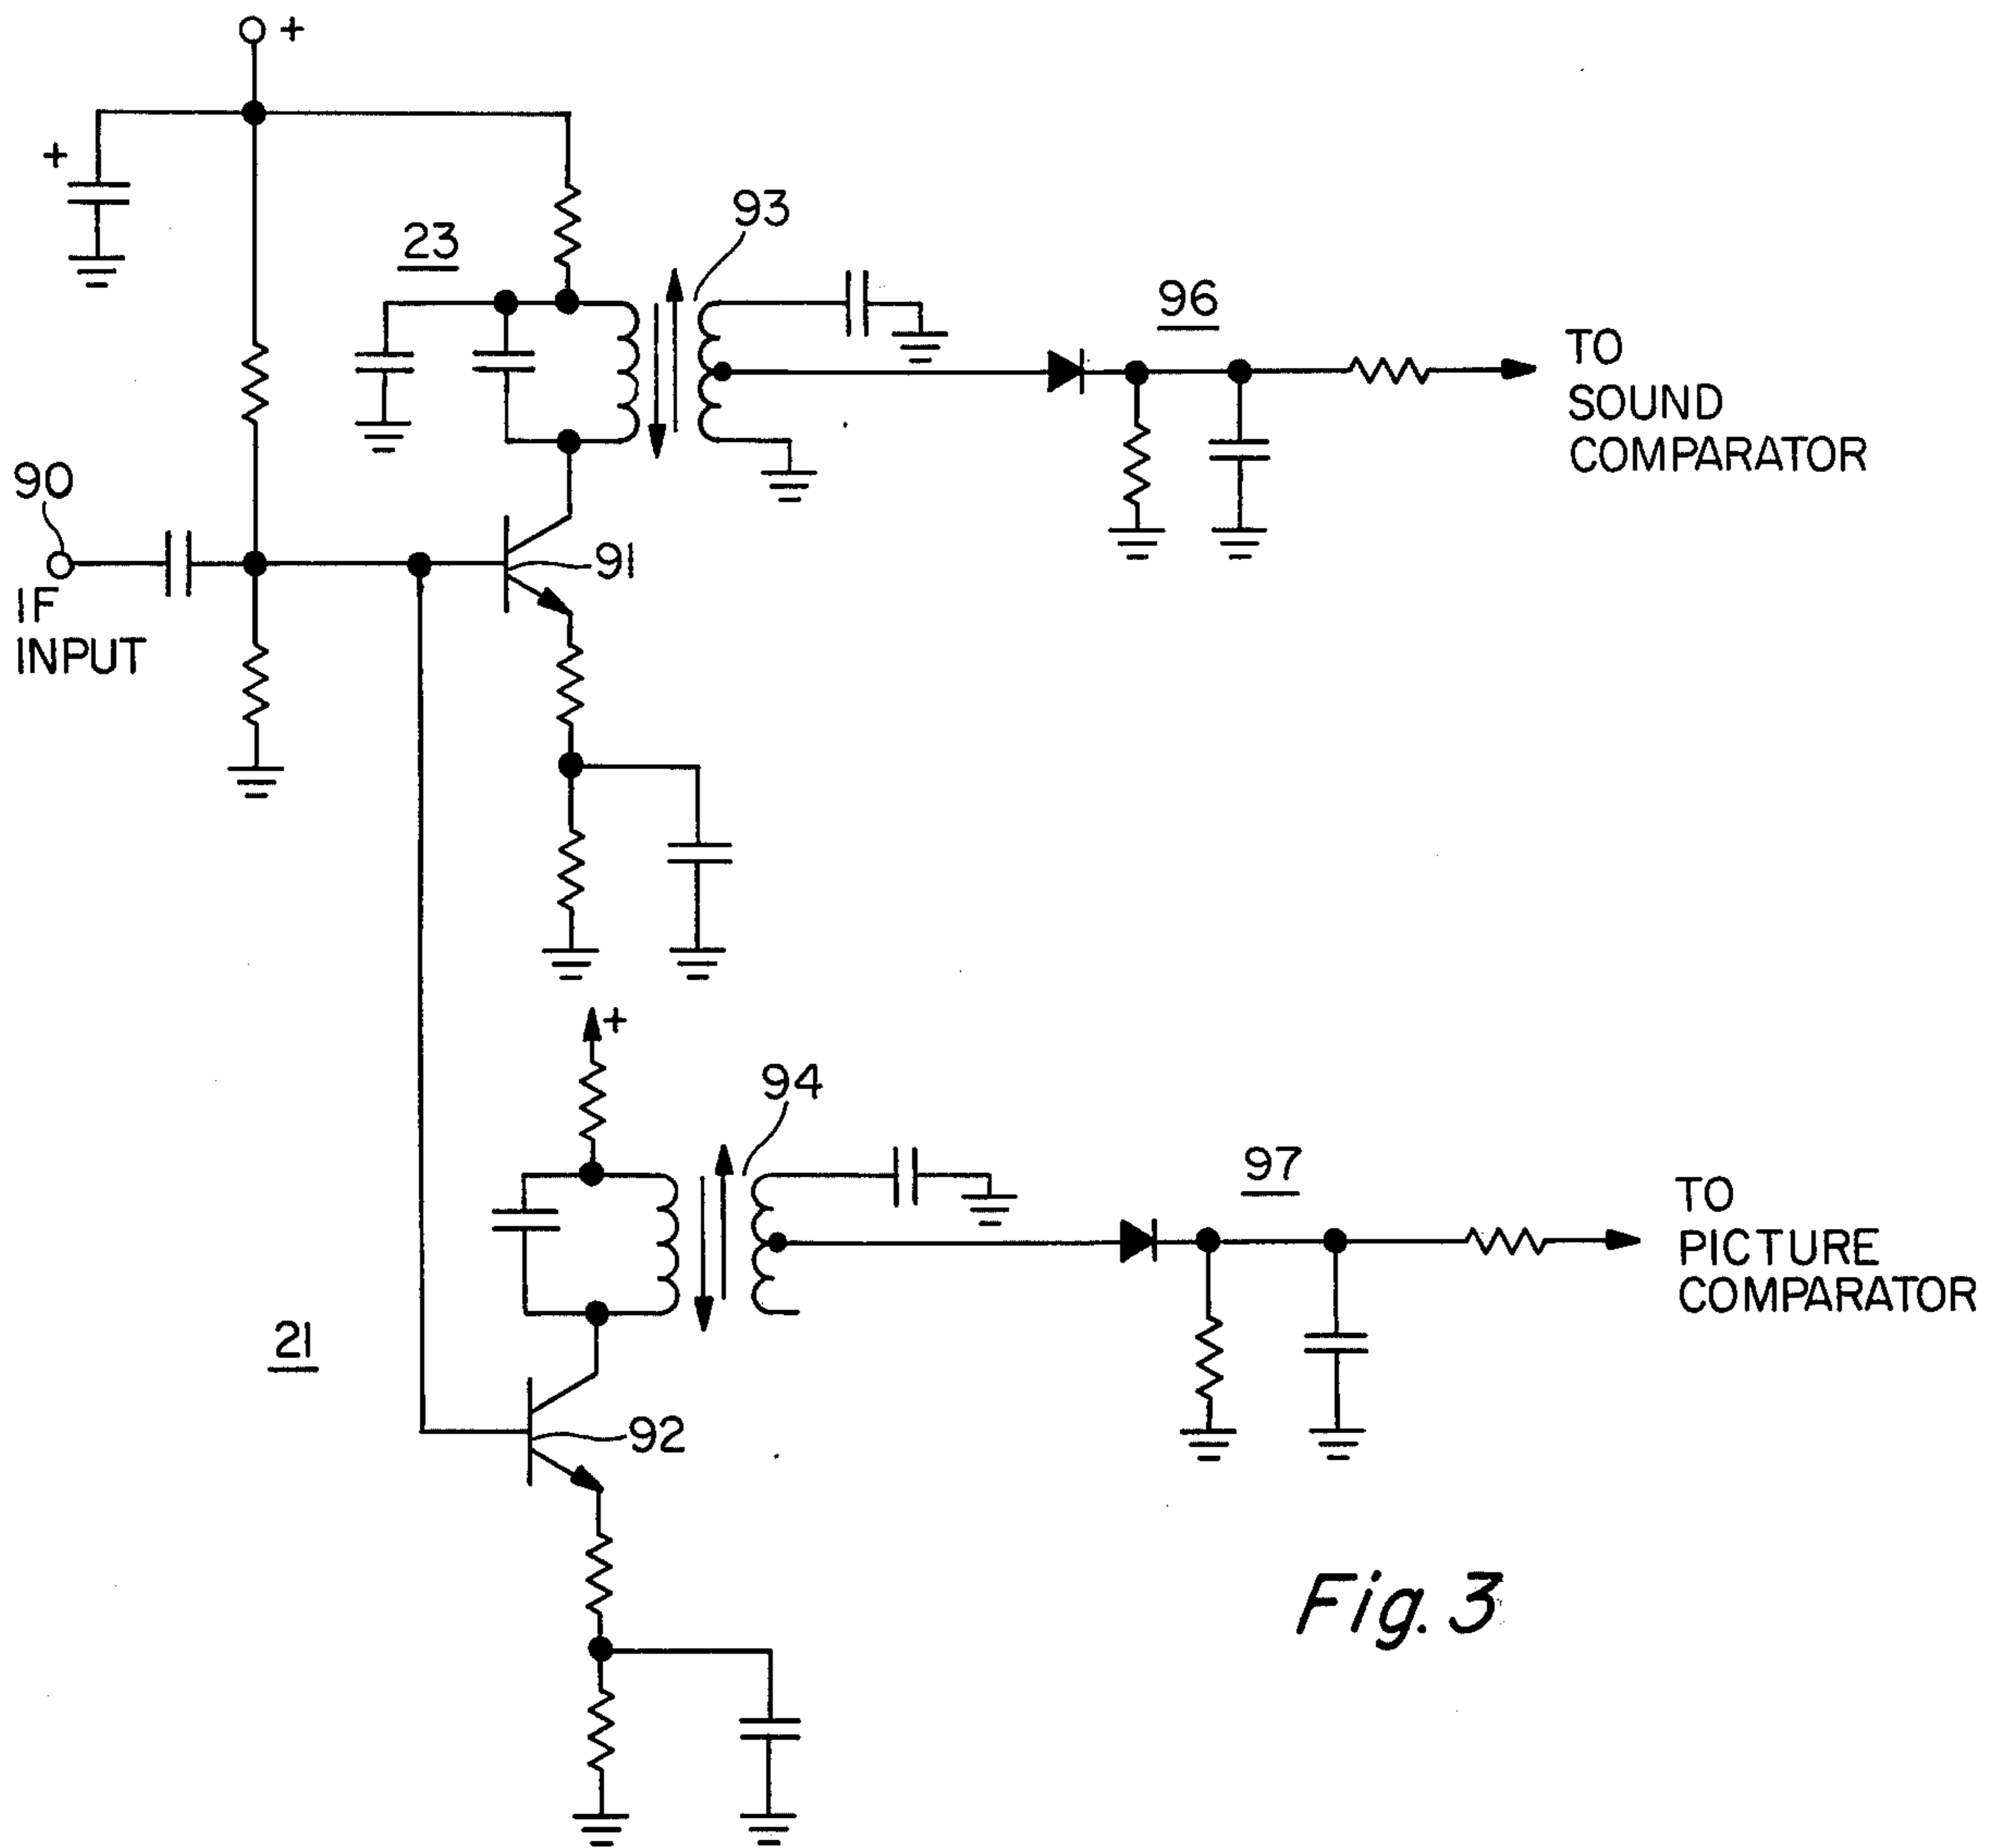 +
+
23
93
96
TO
SOUND
COMPARATOR
90
IF
INPUT
91
+
94
97
TO
PICTURE
COMPARATOR
21
92
Fig. 3